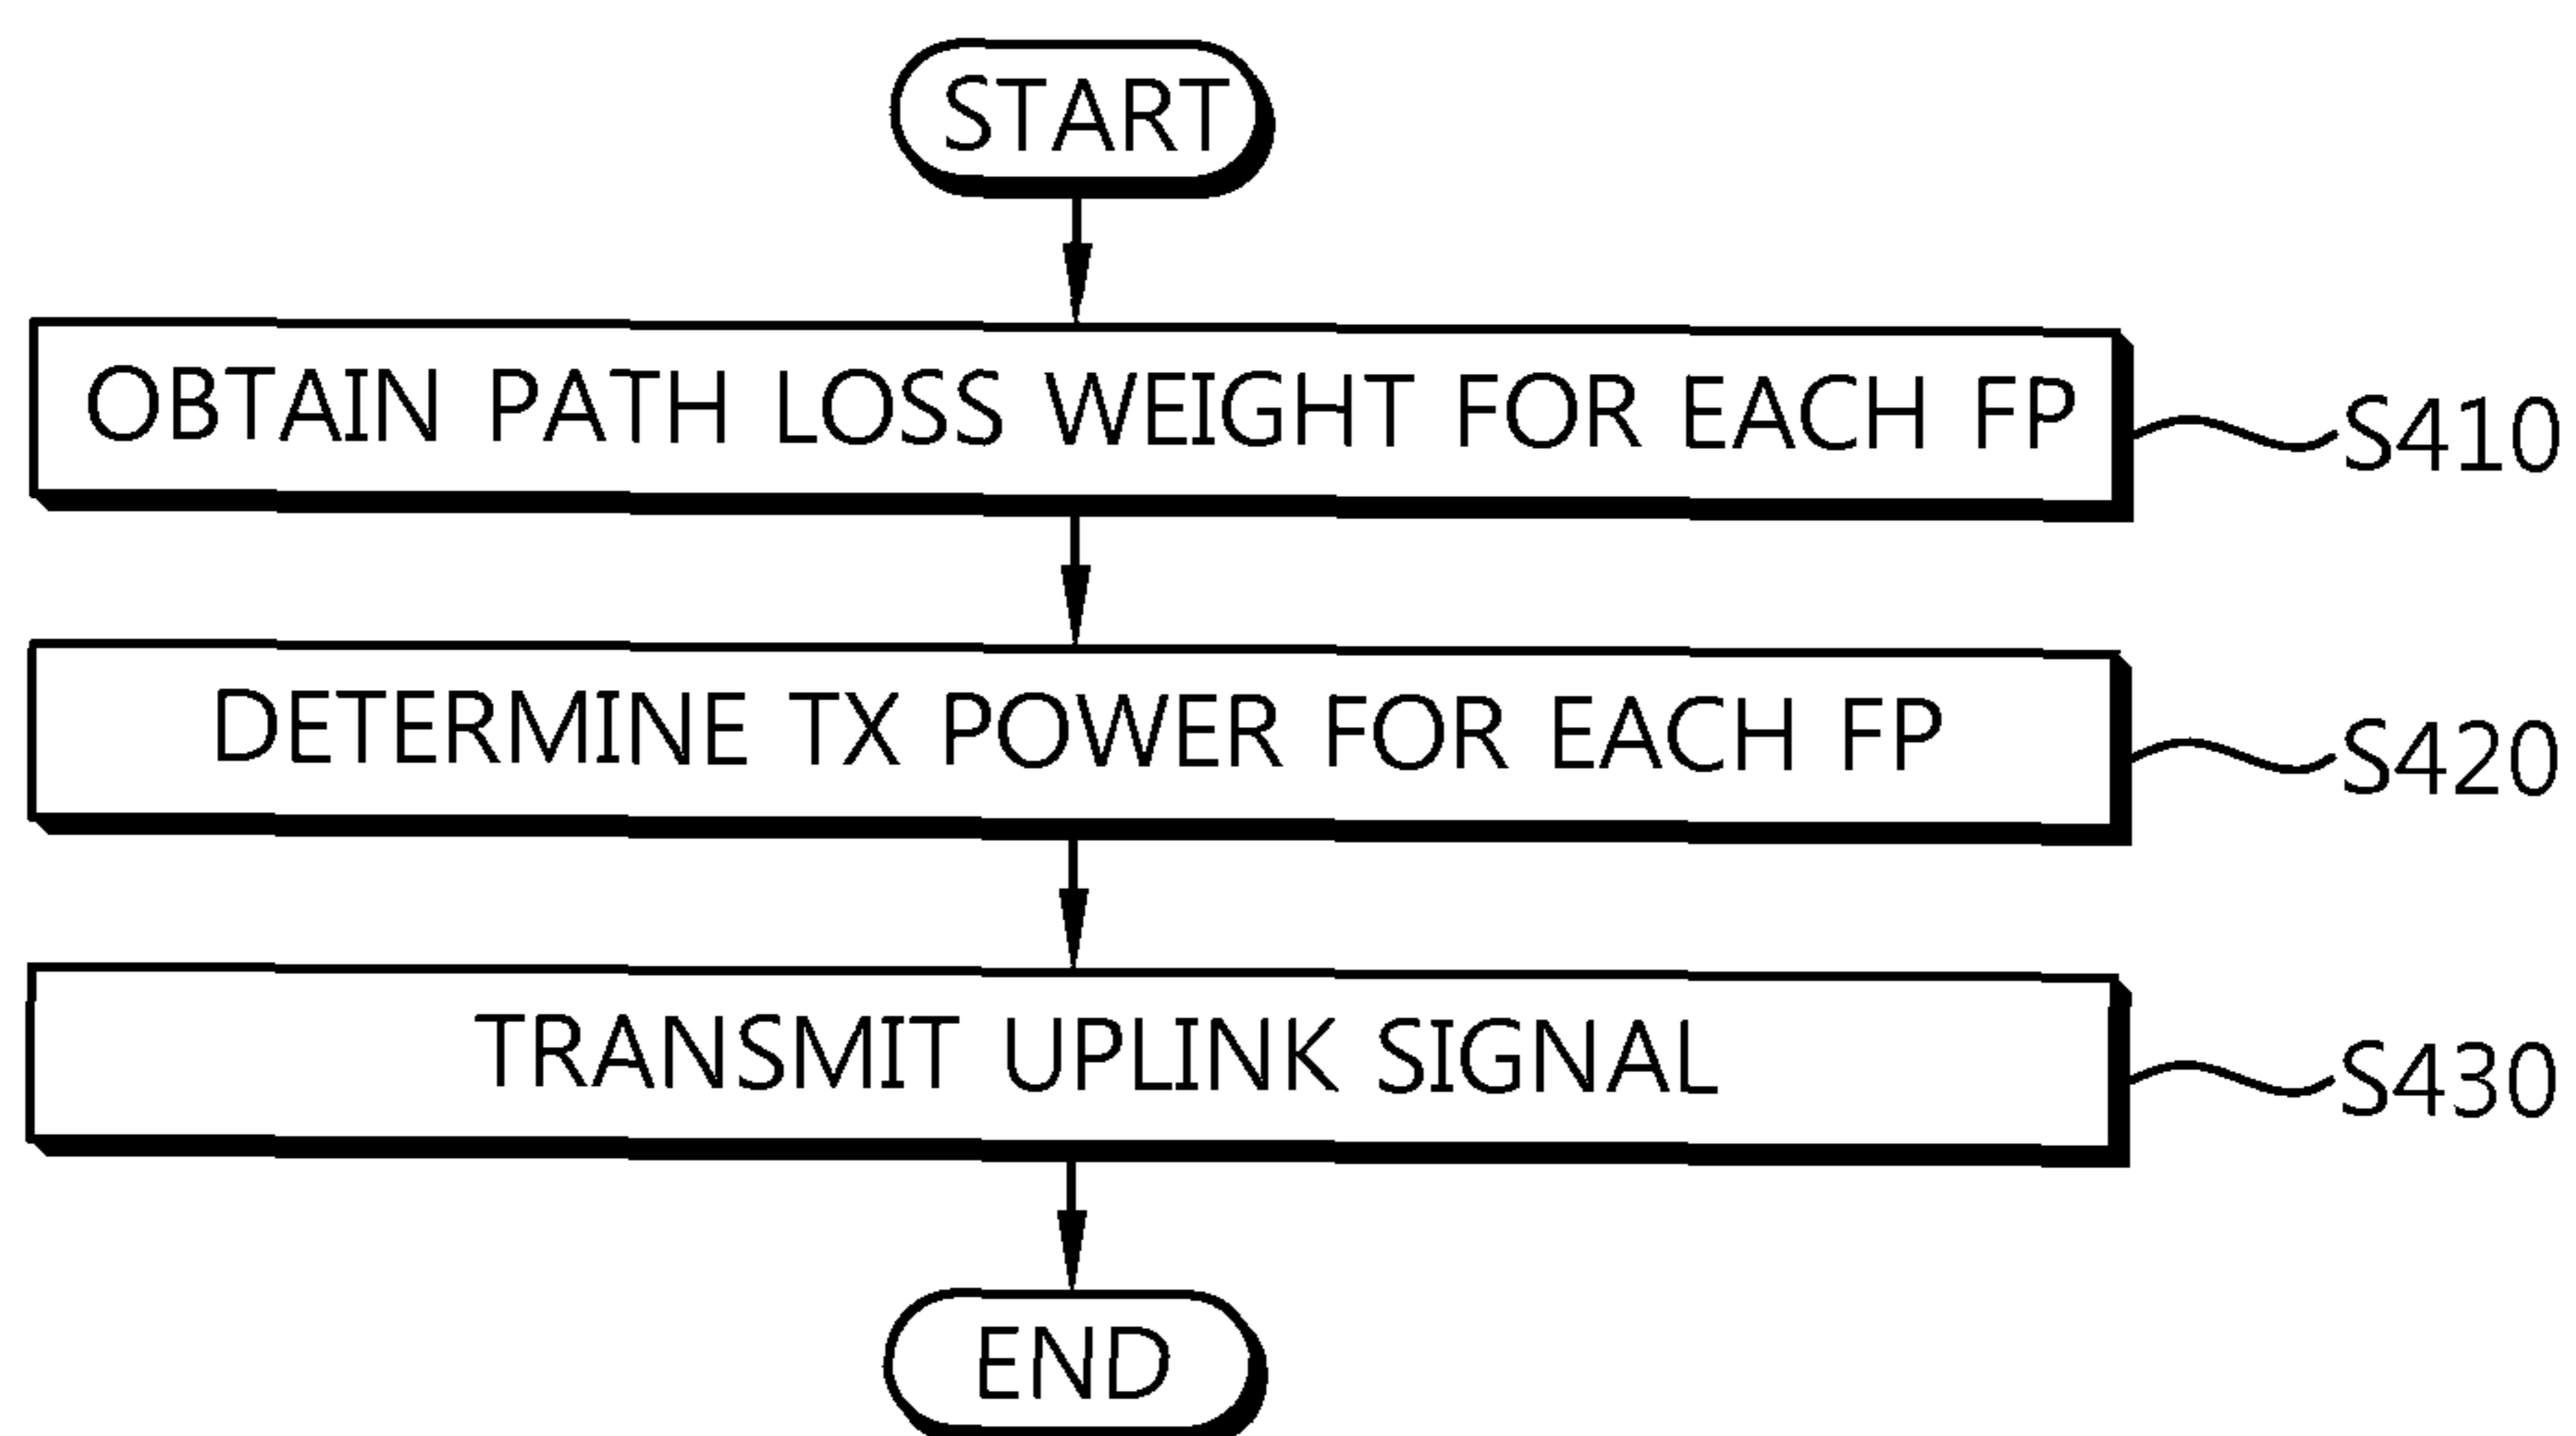 START
OBTAIN PATH LOSS WEIGHT FOR EACH FP
S410
DETERMINE TX POWER FOR EACH FP
S420
TRANSMIT UPLINK SIGNAL
S430
END